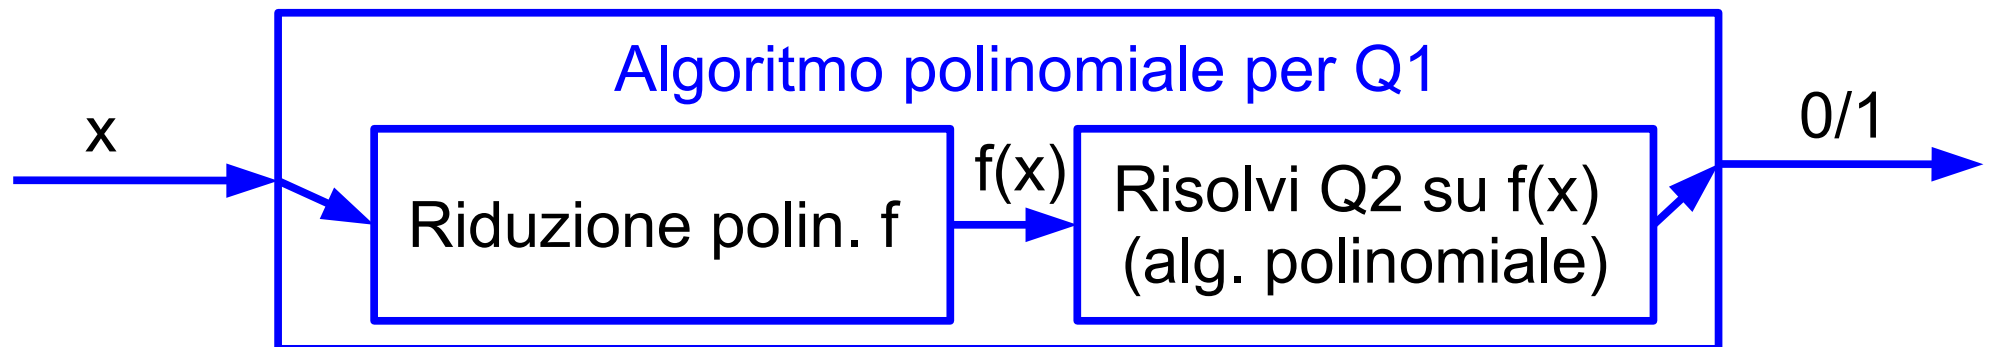 Algoritmo polinomiale per Q1
x
Riduzione polin. f
f(x)
Risolvi Q2 su f(x)
(alg. polinomiale)
0/1